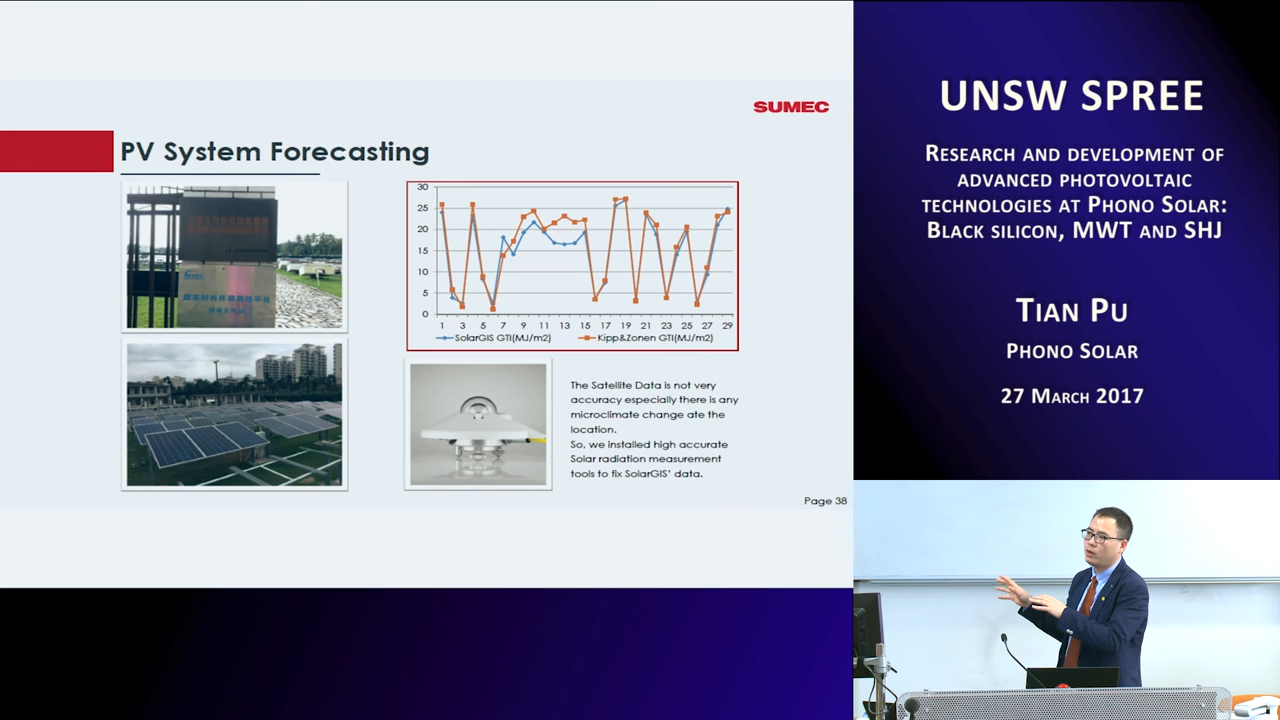 SUMEC
PV System Forecasting
30
25
20
15
10
5
0
1 3 5 7 9 11 13 15 17 19 21 23 25 27 29
SolarGIS GTI(MJ/m2) Kipp&Zonen GTI(MJ/m2)
The Satellite Data is not very
accuracy especially there is any
microclimate change ate the
location.
So, we installed high accurate
Solar radiation measurement
tools to fix SolarGIS' data.
Page 38
UNSW SPREE
RESEARCH AND DEVELOPMENT OF
ADVANCED PHOTOVOLTAIC
TECHNOLOGIES AT PHONO SOLAR:
BLACK SILICON, MWT AND SHJ
TIAN PU
PHONO SOLAR
27 MARCH 2017